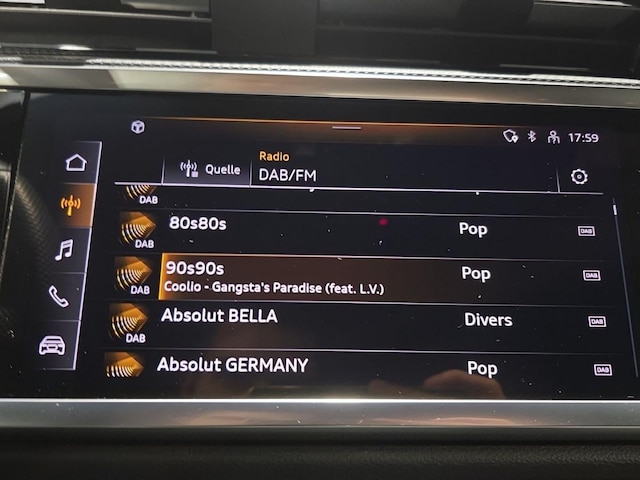 17:59
Quelle
Radio
DAB/FM
DAB
80s80s
Pop
DAB
DAB
90s90s
Pop
DAB
Coolio - Gangsta's Paradise (feat. L.V.)
DAB
Absolut BELLA
Divers
DAB
DAB
Absolut GERMANY
Pop
DAB